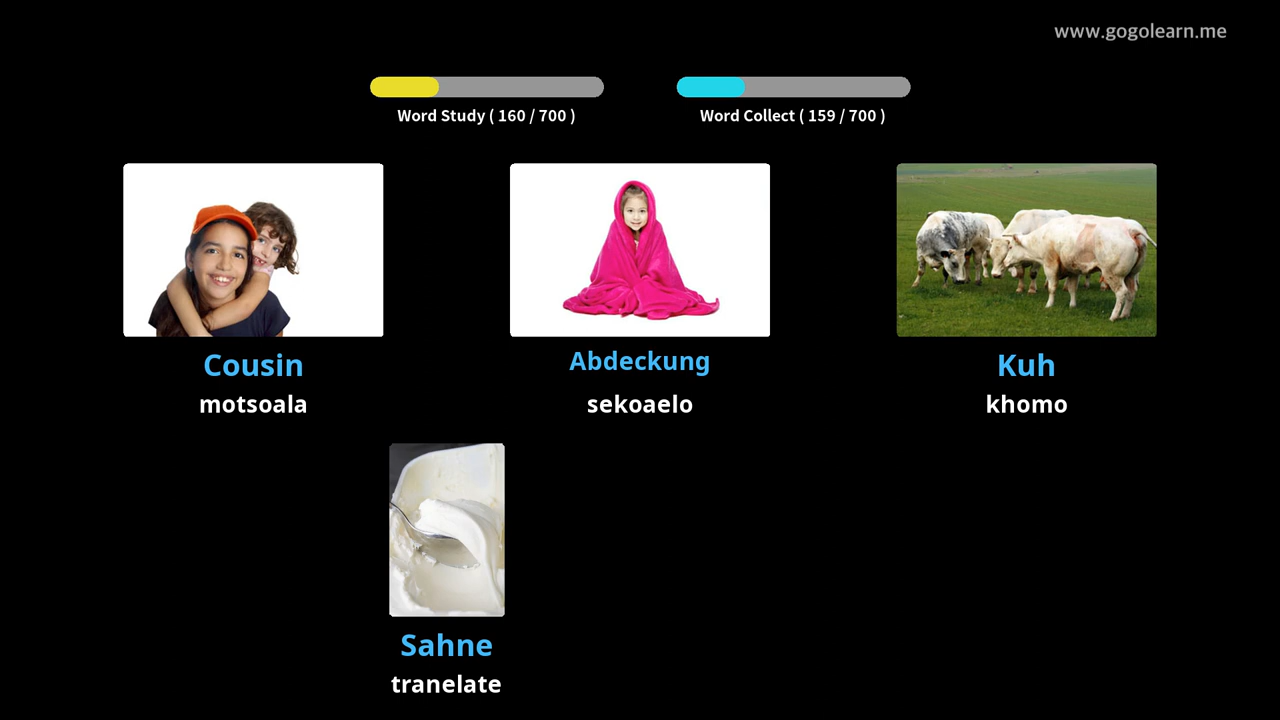 www.gogolearn.me
Word Study ( 160 / 700 )
Word Collect ( 159 / 700 )
Cousin
motsoala
Abdeckung
sekoaelo
Kuh
khomo
Sahne
tranelate